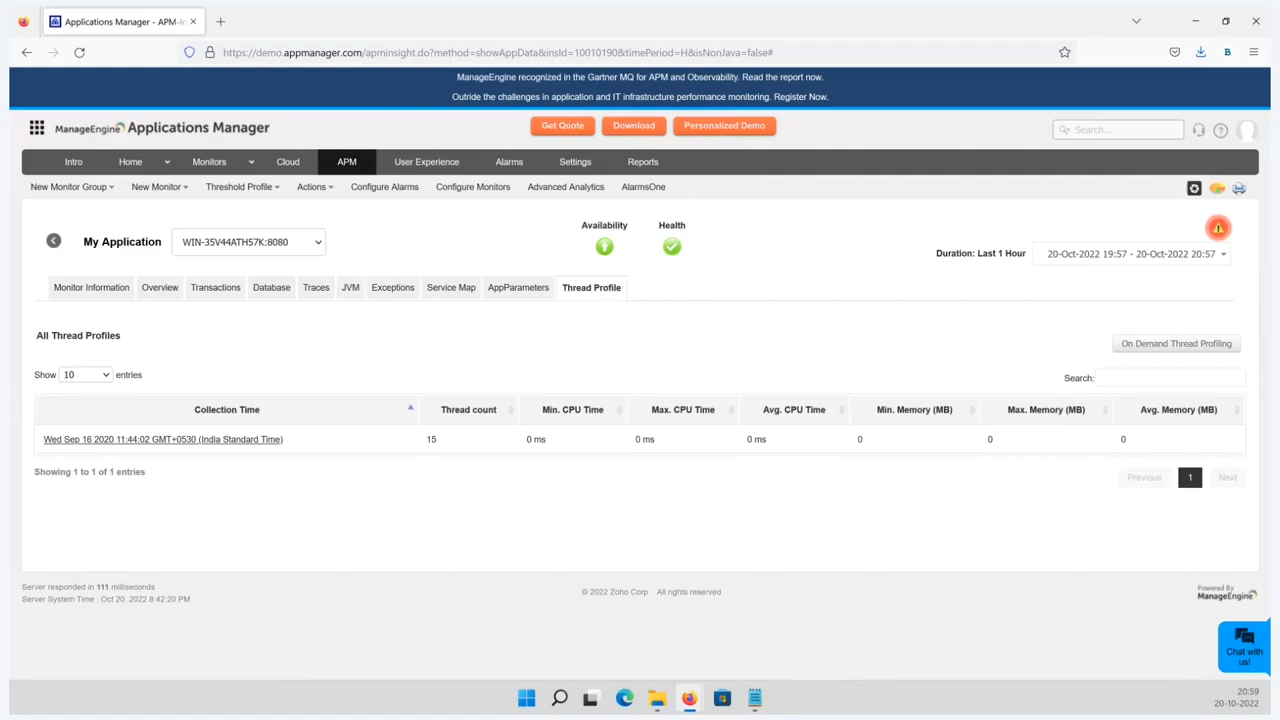 Applications Manager - APM-In
https://demo.appmanager.com/apminsight.do?method=showAppData&insId=10010190&timePeriod=H&isNonJava=false#
B
ManageEngine recognized in the Gartner MQ for APM and Observability. Read the report now.
Outride the challenges in application and IT infrastructure performance monitoring. Register Now.
ManageEngine Applications Manager
Get Quote Download Personalized Demo
Search...
?
Intro Home Monitors Cloud APM User Experience Alarms Settings Reports
New Monitor Group New Monitor Threshold Profile Actions Configure Alarms Configure Monitors Advanced Analytics AlarmsOne
Availability Health
My Application WIN-35V44ATH57K:8080
Duration: Last 1 Hour 20-Oct-2022 19:57 - 20-Oct-2022 20:57
Monitor Information Overview Transactions Database Traces JVM Exceptions Service Map AppParameters Thread Profile
All Thread Profiles
On Demand Thread Profiling
Show 10 entries
Search:
Collection Time Thread count Min. CPU Time Max. CPU Time Avg. CPU Time Min. Memory (MB) Max. Memory (MB) Avg. Memory (MB)
Wed Sep 16 2020 11:44:02 GMT+0530 (India Standard Time) 15 0 ms 0 ms 0 ms 0 0 0
Showing 1 to 1 of 1 entries
Previous 1 Next
Server responded in 111 milliseconds
Server System Time : Oct 20, 2022 8:42:20 PM
© 2022 Zoho Corp. All rights reserved.
Powered By
ManageEngine
Chat with
us!
20:59
20-10-2022